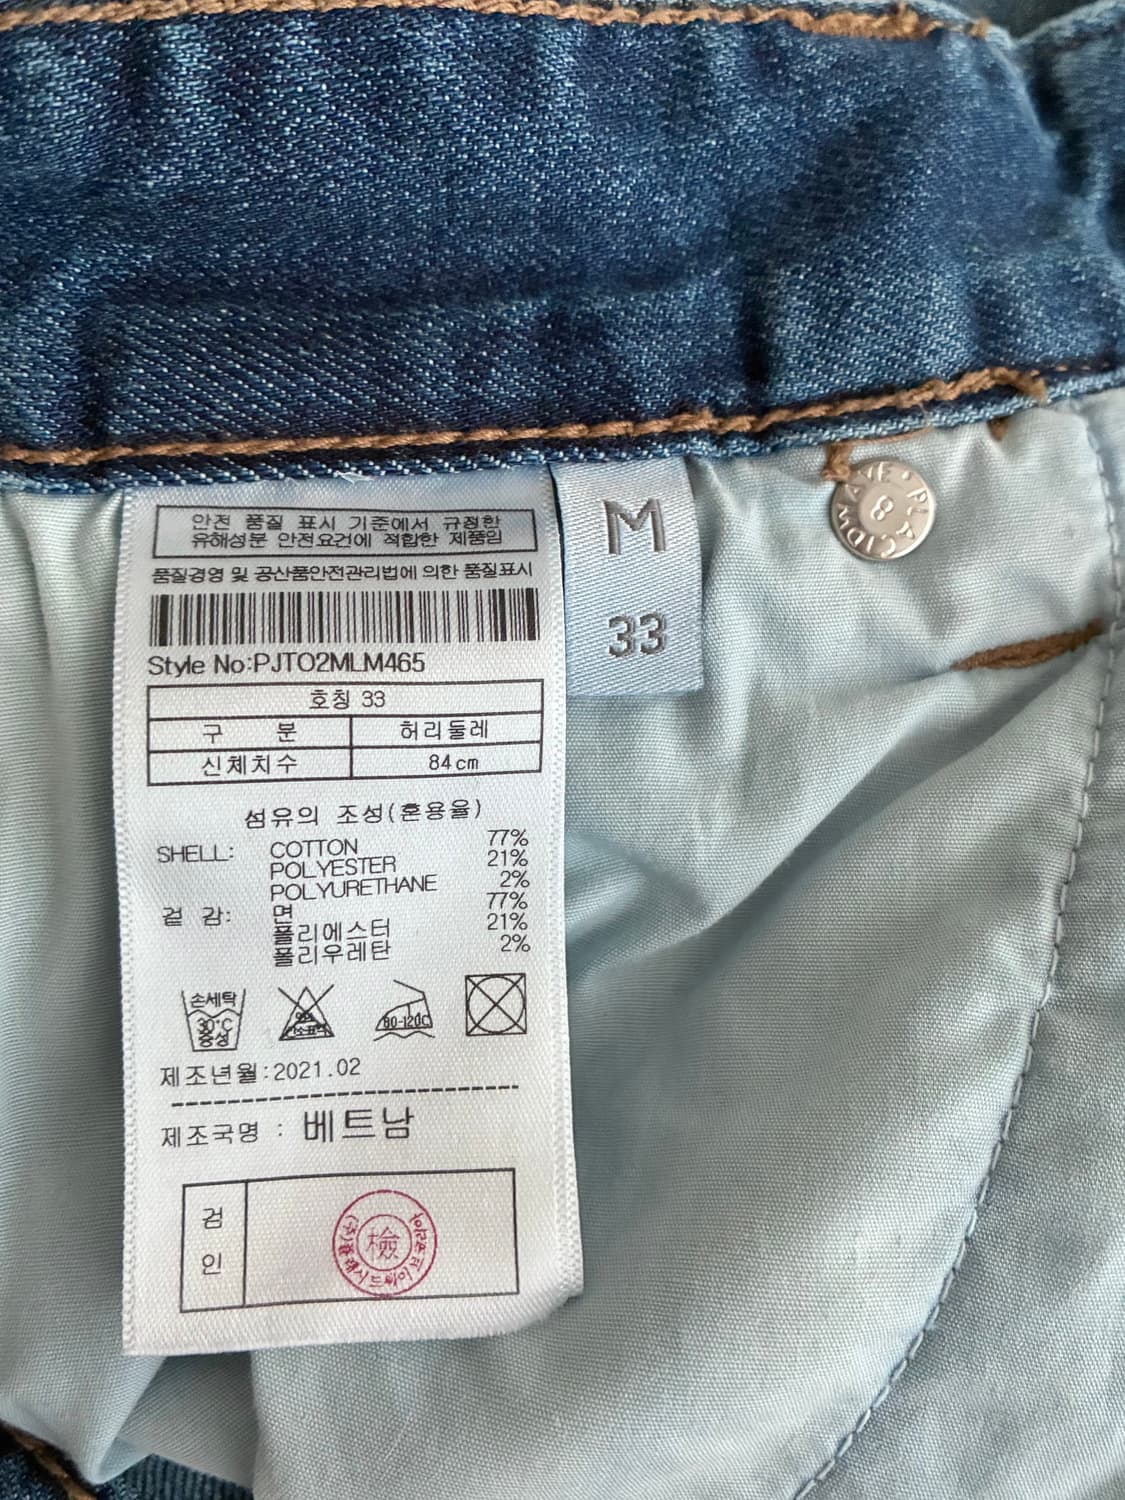 안전 품질 표시 기준에서 규정한
유해성분 안전요건에 적합한 제품임
품질경영 및 공산품안전관리법에 의한 품질표시
Style No:PJTO2MLM465
호칭 33
구 분 허리둘레
신체치수 84cm
섬유의 조성(혼용율)
SHELL: COTTON 77%
POLYESTER 21%
POLYURETHANE 2%
겉 감: 면 77%
폴리에스터 21%
폴리우레탄 2%
손세탁
30°C
중성
80-120C
제조년월:2021.02
제조국명 : 베트남
검
인
檢
M
33
8